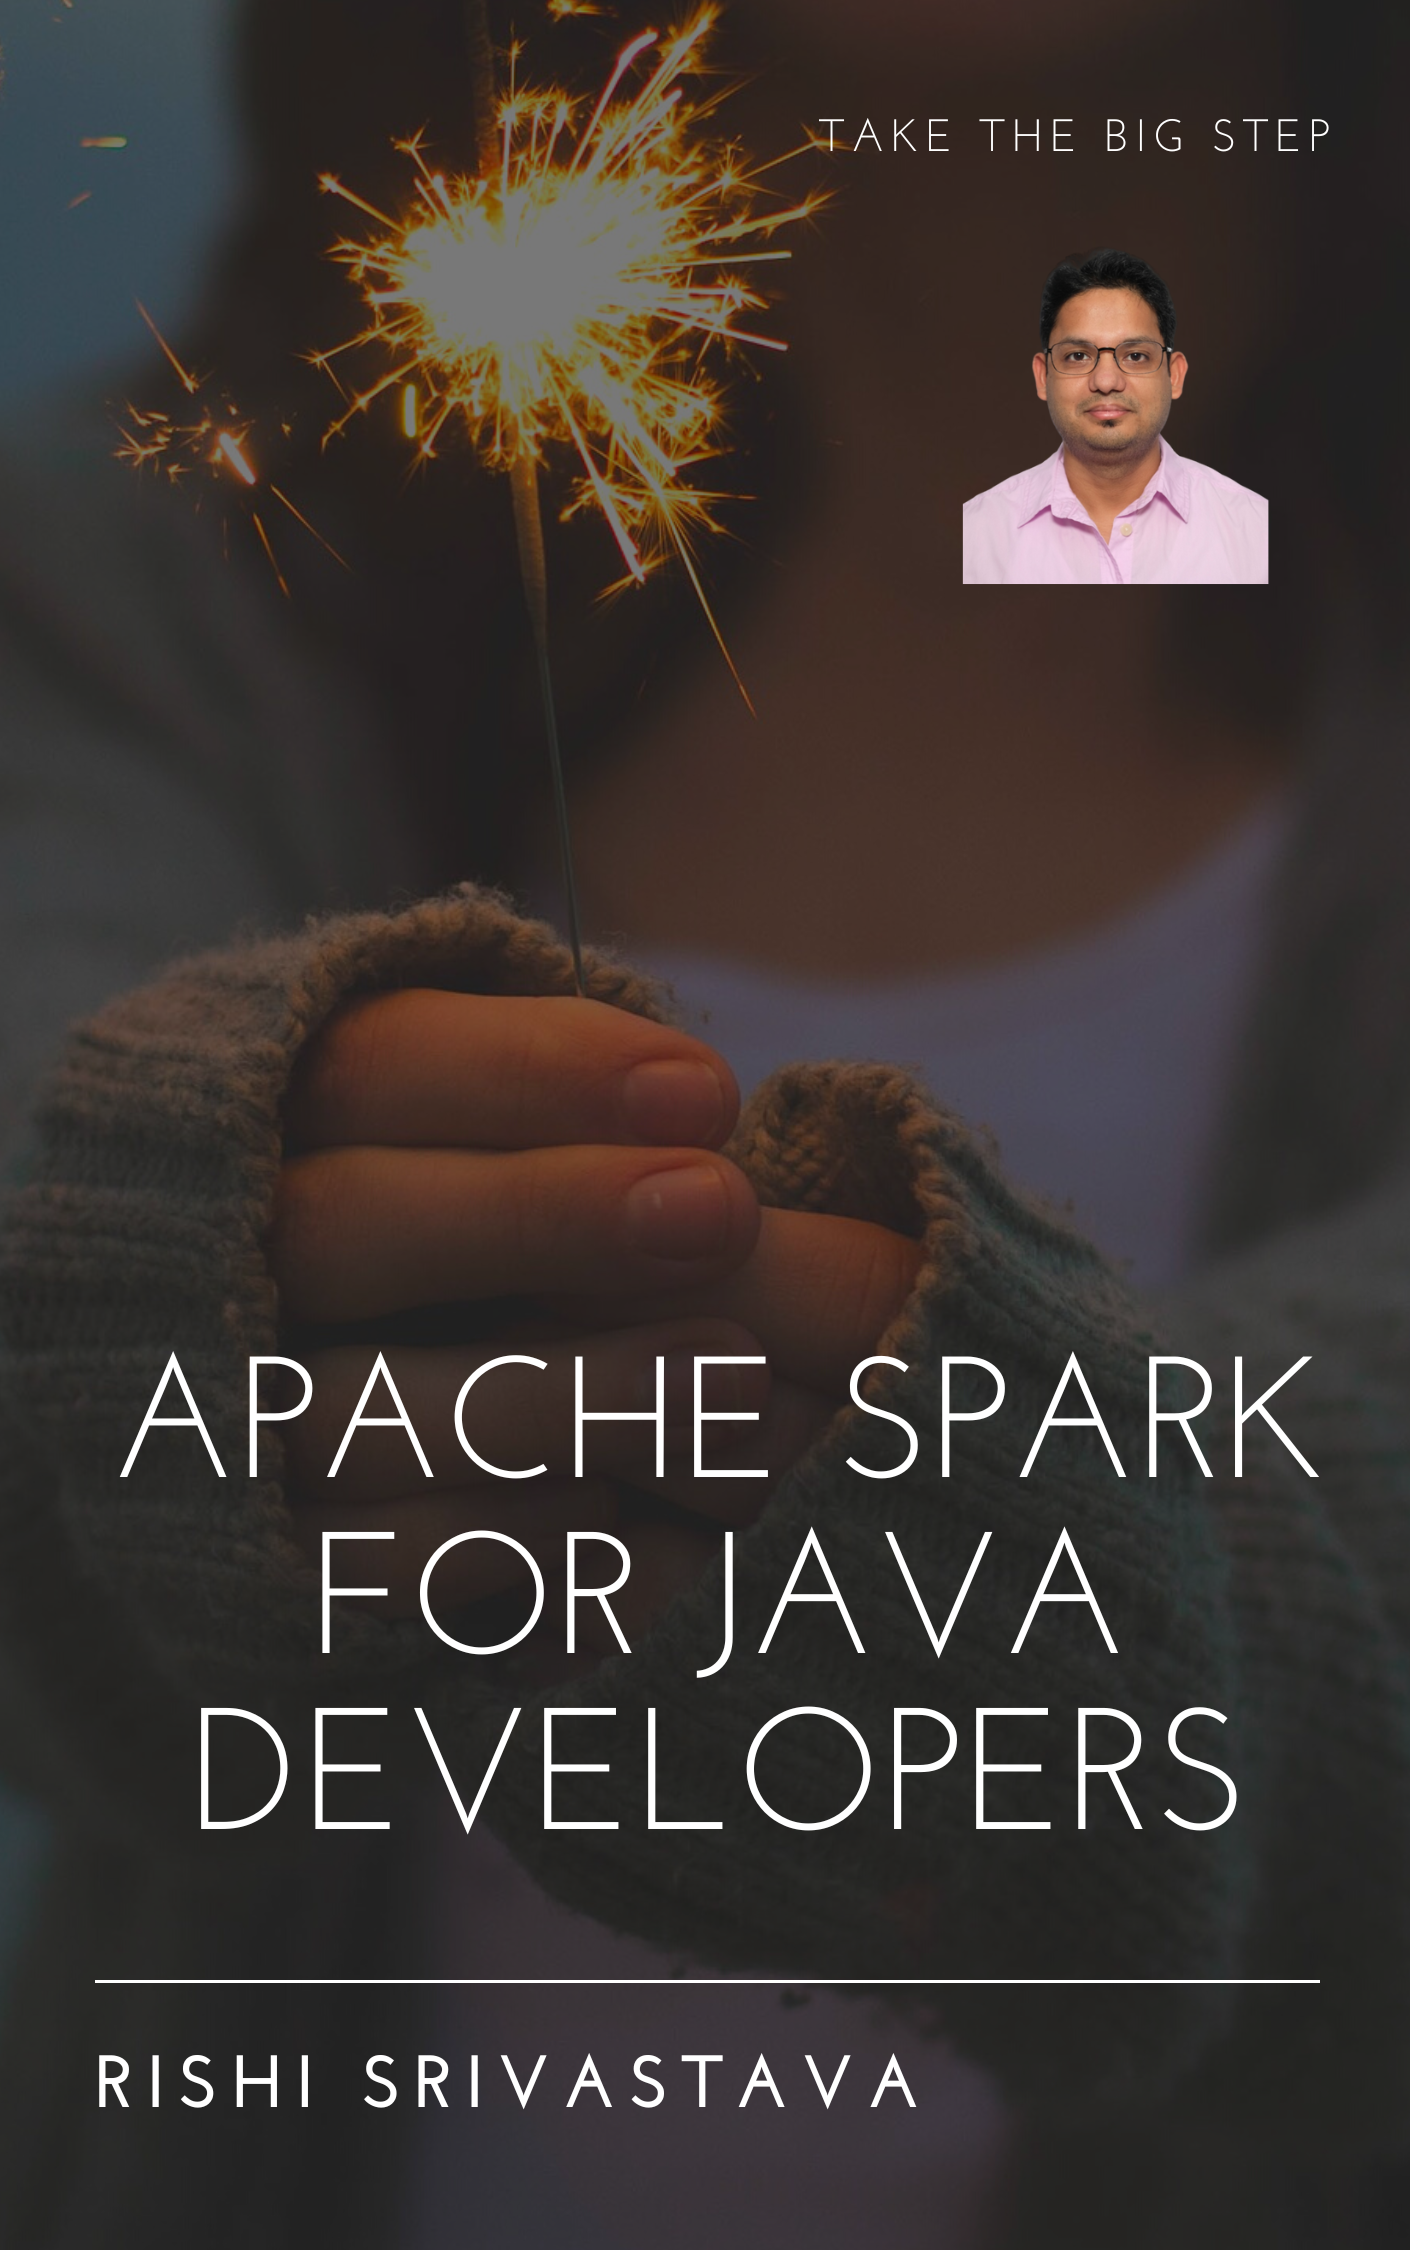 TAKE THE BIG STEP
APACHE SPARK
FOR JAVA
DEVELOPERS
RISHI SRIVASTAVA